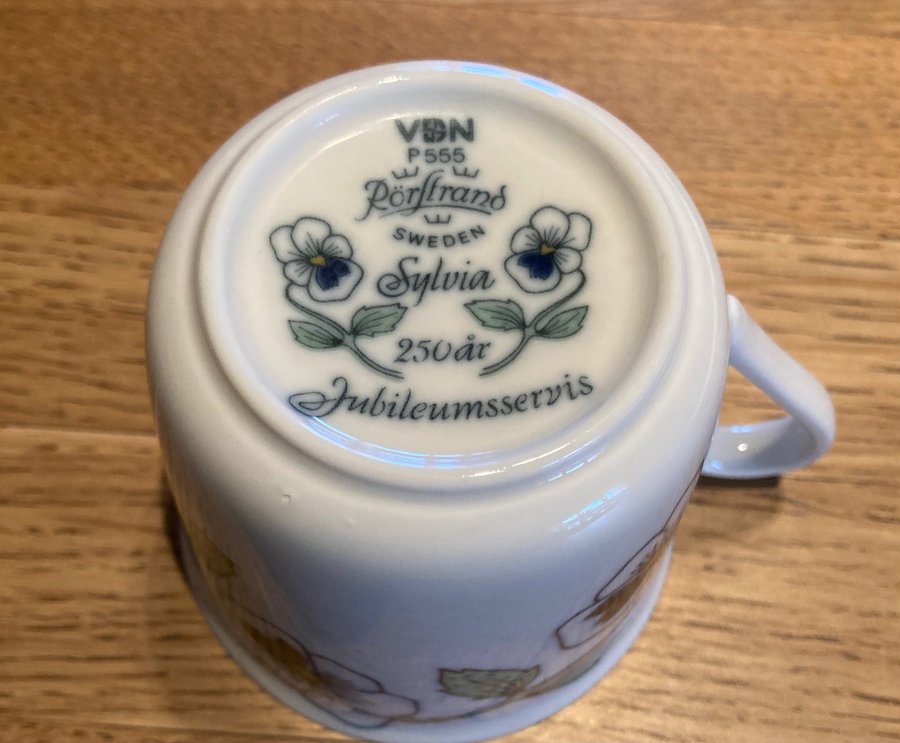 VDN
P555
Rörstrand
SWEDEN
Sylvia
250 år
Jubileumsservis